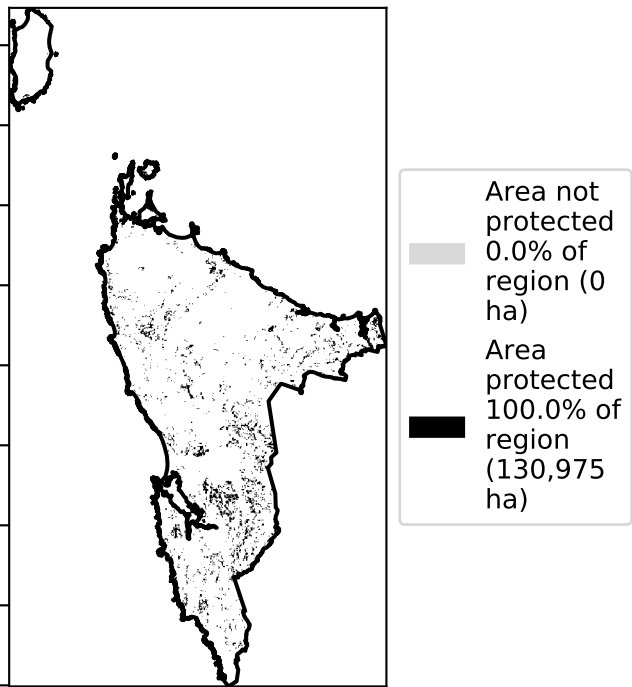 Area not
protected
0.0% of
region (0
ha)
Area
protected
100.0% of
region
(130,975
ha)